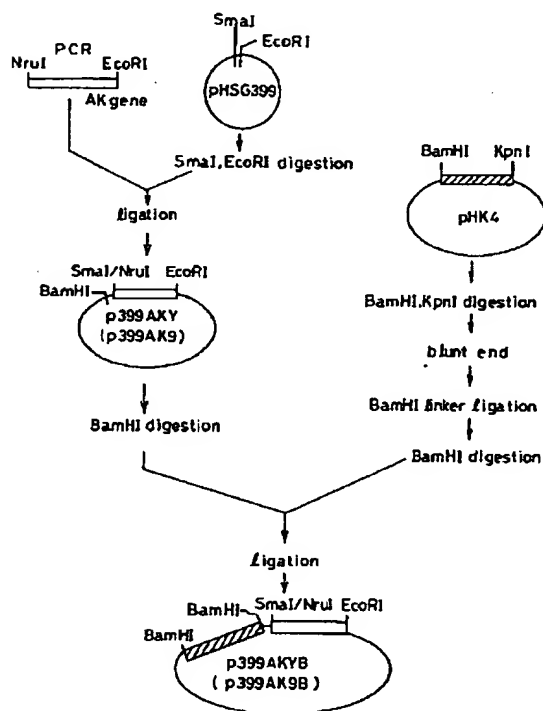 SmaI
EcoRI
pHSG399
PCR
NruI EcoRI
AK gene
SmaI, EcoRI digestion
ligation
SmaI/NruI EcoRI
BamHI
p399AKY
(p399AK9)
BamHI digestion
BamHI KpnI
pHK4
BamHI, KpnI digestion
blunt end
BamHI linker ligation
BamHI digestion
Ligation
BamHI SmaI/NruI EcoRI
BamHI
p399AKYB
(p399AK9B)